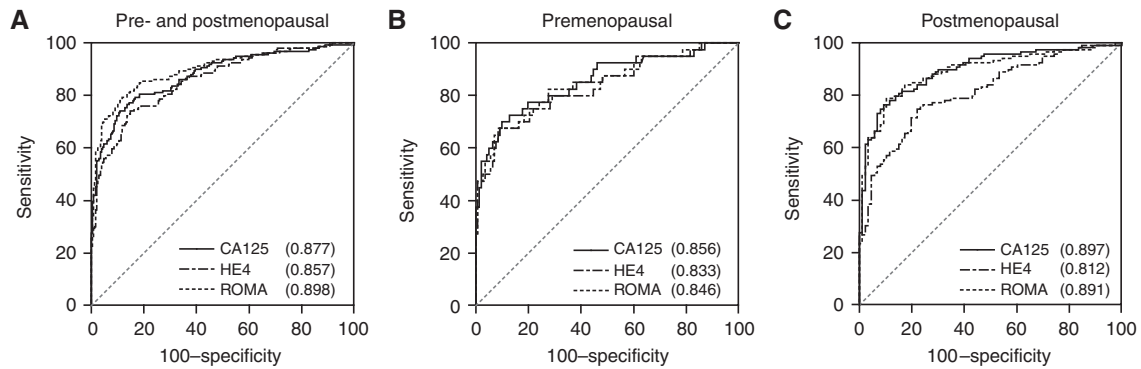 A Pre- and postmenopausal
100
80
60
40
20
0
Sensitivity
CA125 (0.877)
HE4 (0.857)
ROMA (0.898)
0 20 40 60 80 100
100–specificity
B Premenopausal
100
80
60
40
20
0
Sensitivity
CA125 (0.856)
HE4 (0.833)
ROMA (0.846)
0 20 40 60 80 100
100–specificity
C Postmenopausal
100
80
60
40
20
0
Sensitivity
CA125 (0.897)
HE4 (0.812)
ROMA (0.891)
0 20 40 60 80 100
100–specificity